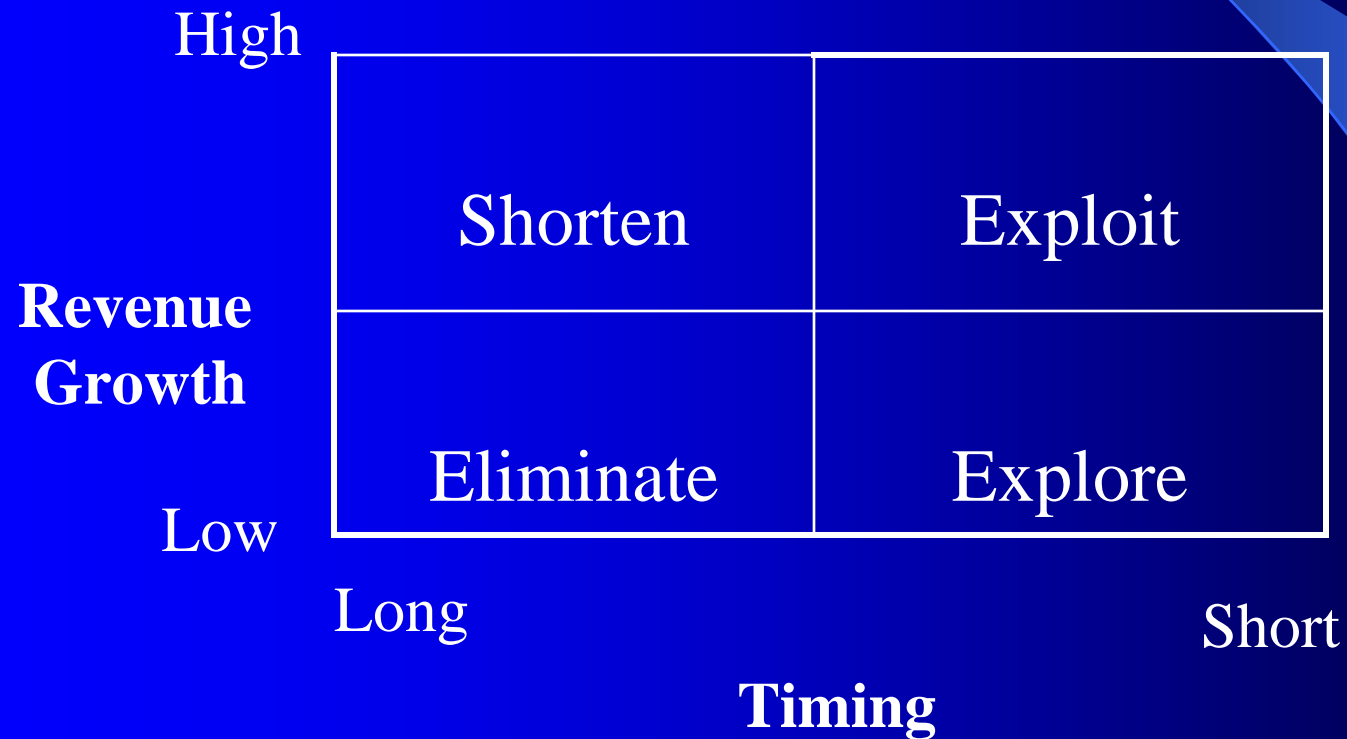 High
Shorten
Exploit
Revenue
Growth
Eliminate
Explore
Low
Long
Short
Timing